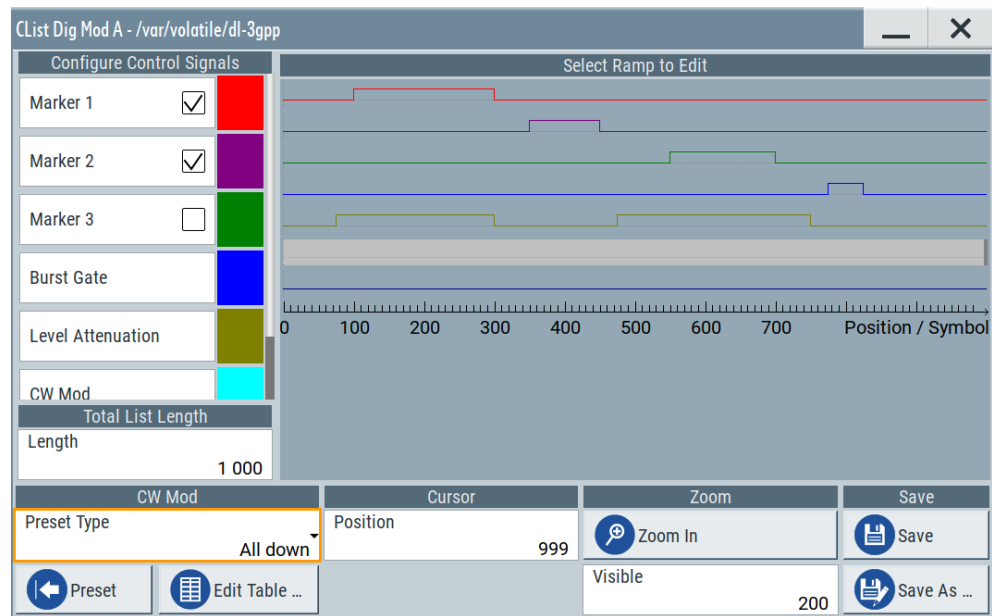 CList Dig Mod A - /var/volatile/dl-3gpp
Configure Control Signals
Marker 1
Marker 2
Marker 3
Burst Gate
Level Attenuation
CW Mod
Total List Length
Length
1 000
Select Ramp to Edit
0 100 200 300 400 500 600 700 Position / Symbol
CW Mod
Preset Type
All down
Preset
Edit Table ...
Cursor
Position
999
Zoom
Zoom In
Visible
200
Save
Save
Save As ...